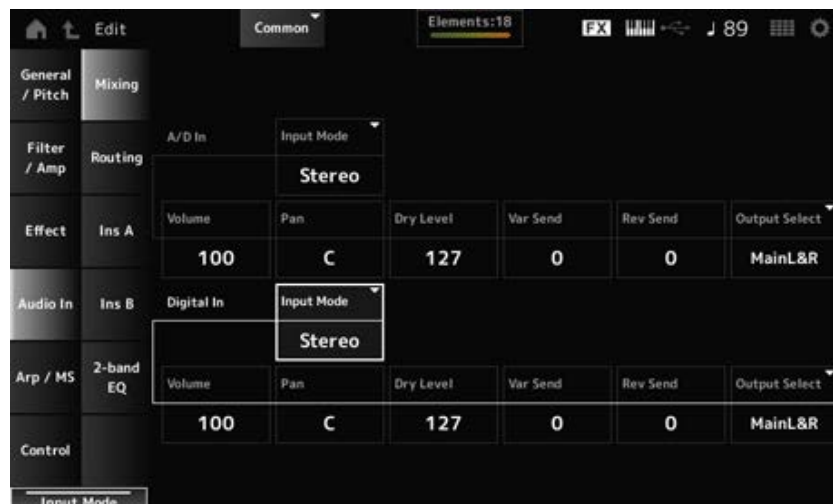 Edit
Common
Elements:18
FX
♩ 89
General / Pitch
Mixing
Filter / Amp
Routing
A/D In
Input Mode
Stereo
Effect
Ins A
Volume
Pan
Dry Level
Var Send
Rev Send
Output Select
100
C
127
0
0
MainL&R
Audio In
Ins B
Digital In
Input Mode
Stereo
Arp / MS
2-band EQ
Volume
Pan
Dry Level
Var Send
Rev Send
Output Select
100
C
127
0
0
MainL&R
Control
Input Mode